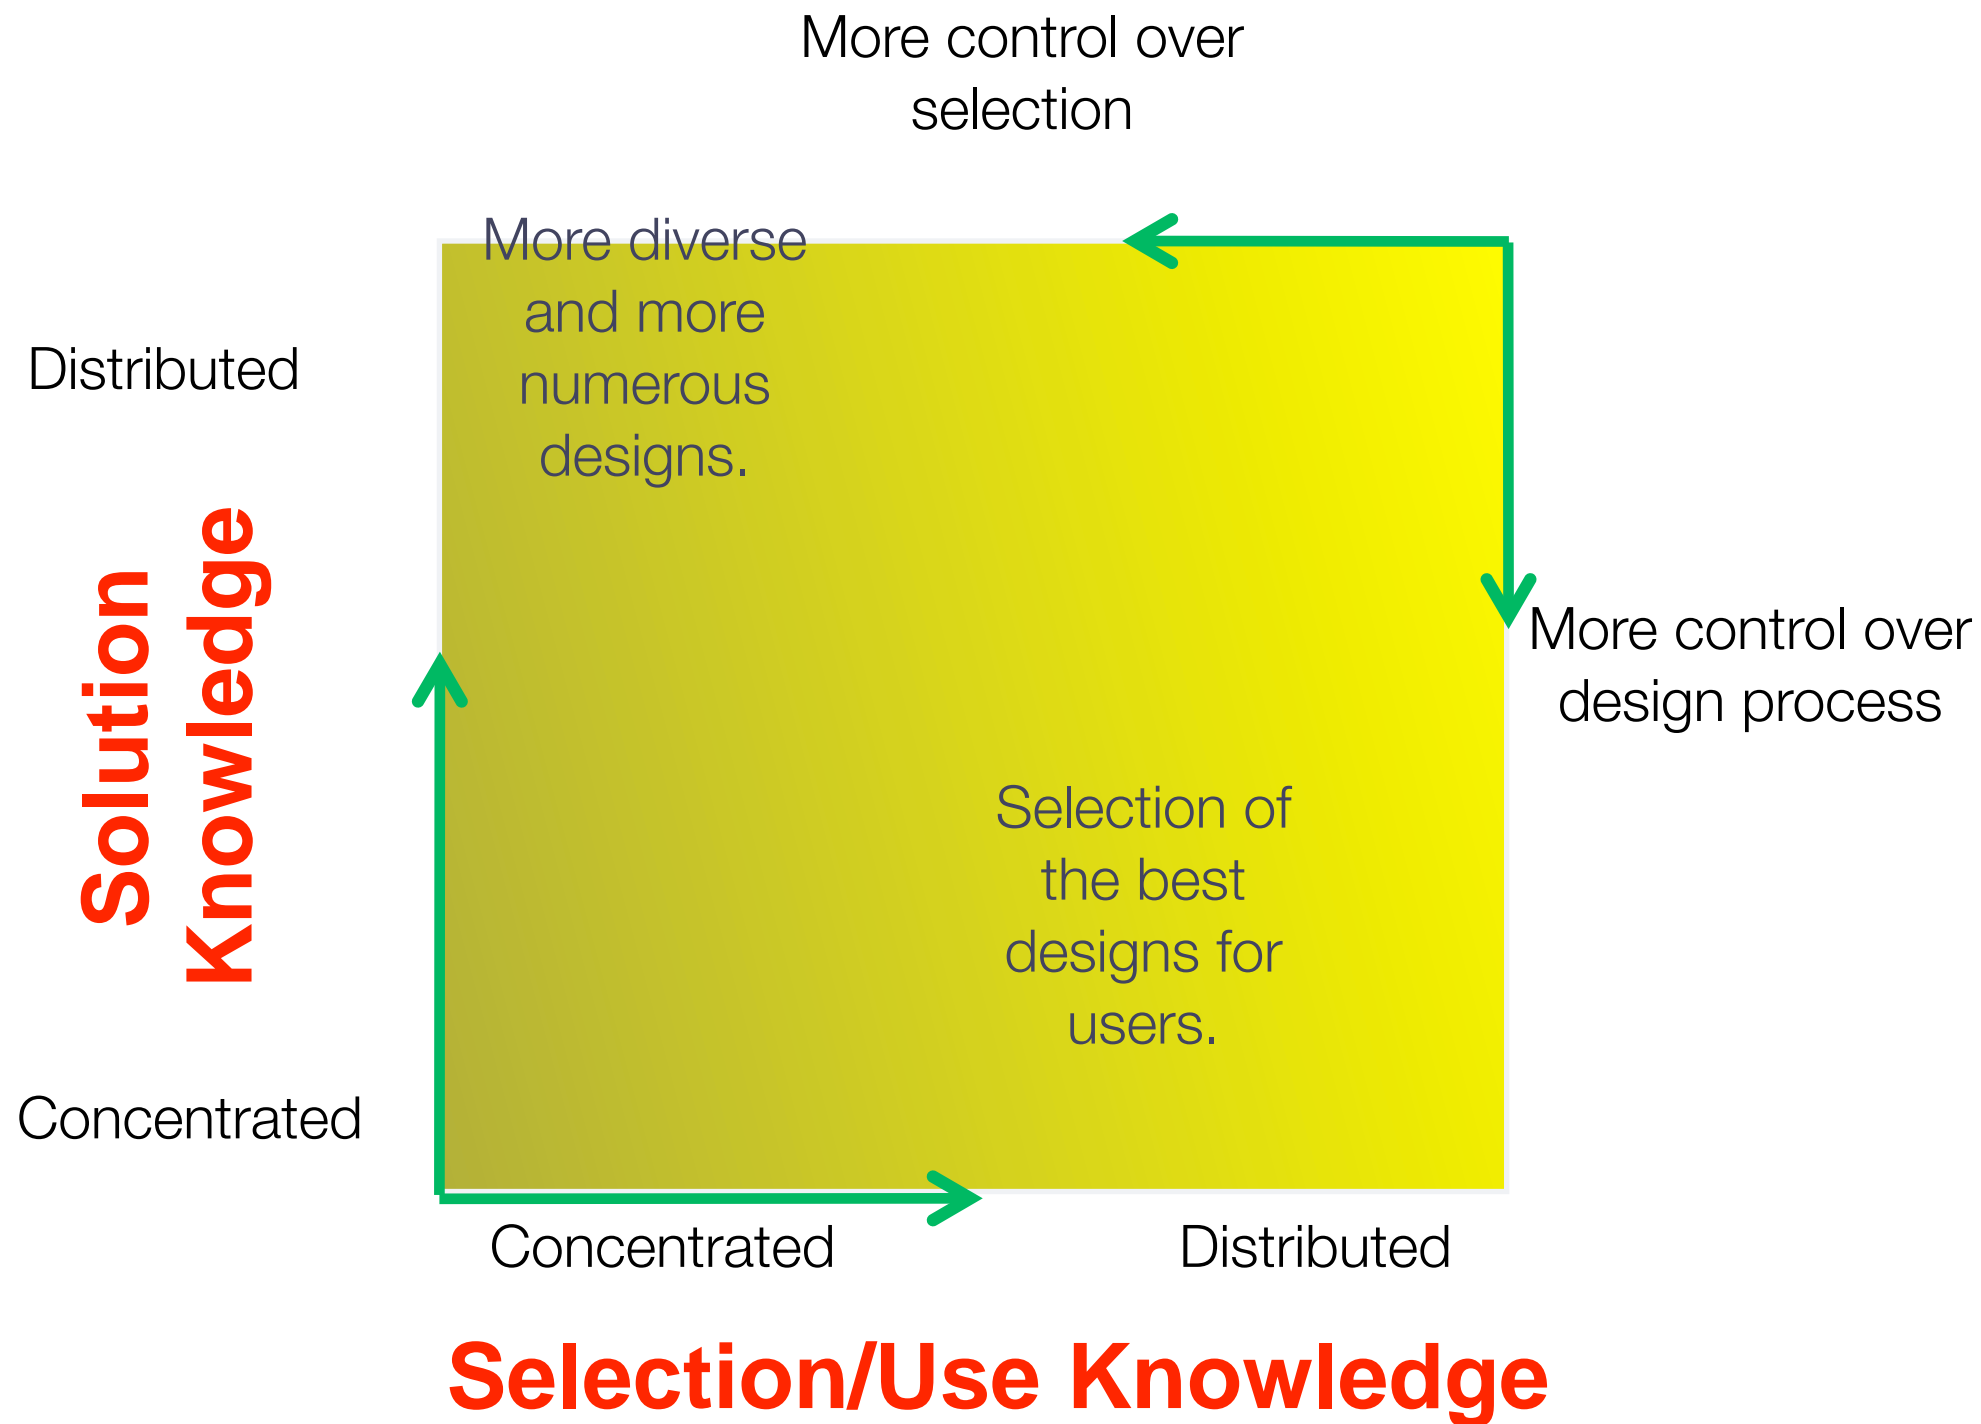 More control over
selection
More diverse
and more
numerous
designs.
Distributed
Solution
Knowledge
More control over
design process
Selection of
the best
designs for
users.
Concentrated
Concentrated
Distributed
Selection/Use Knowledge